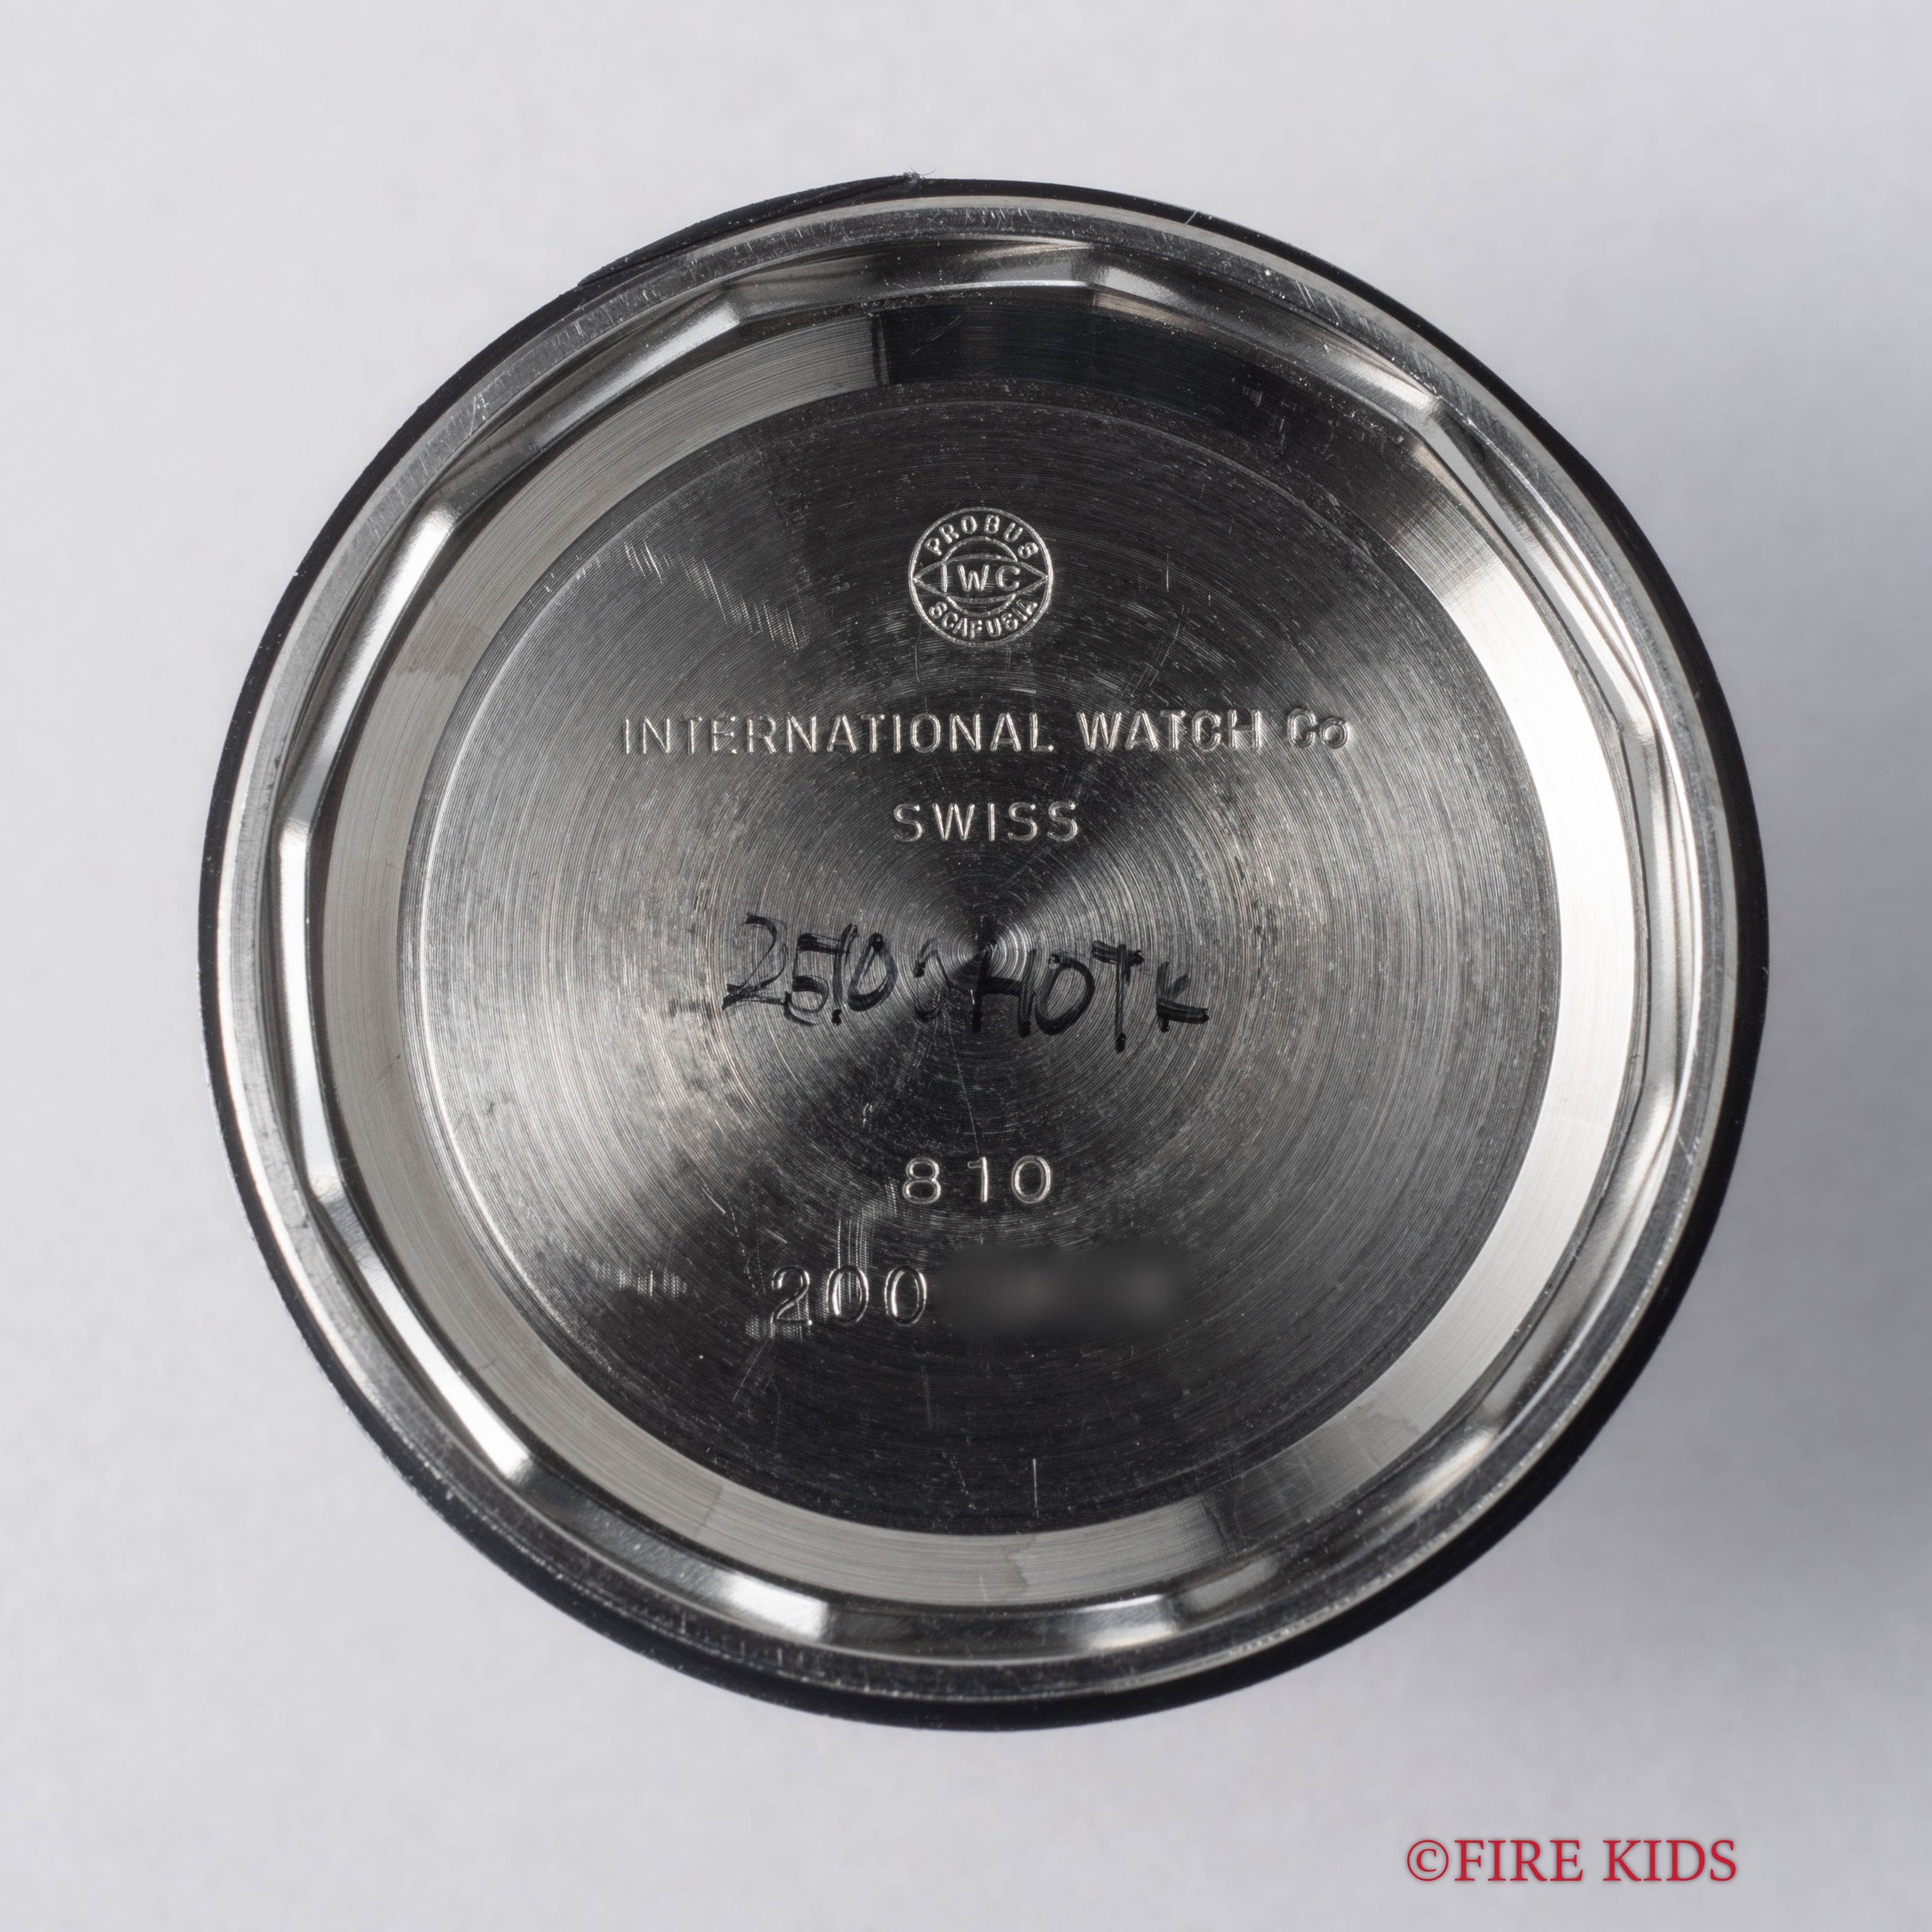 PROBUS
IWC
SCAFUSIA
INTERNATIONAL WATCH Co
SWISS
810
200
©FIRE KIDS